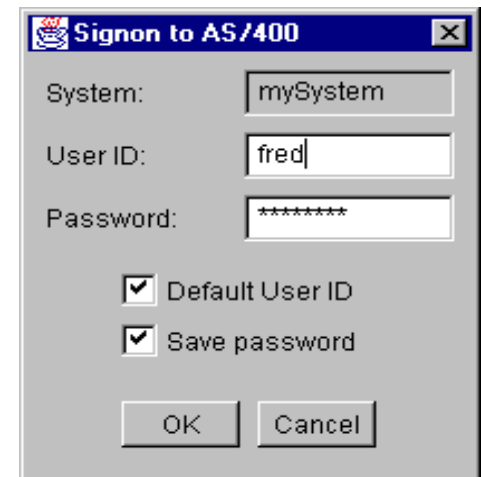 Signon to AS/400
System: mySystem
User ID: fred
Password: ********
Default User ID
Save password
OK Cancel